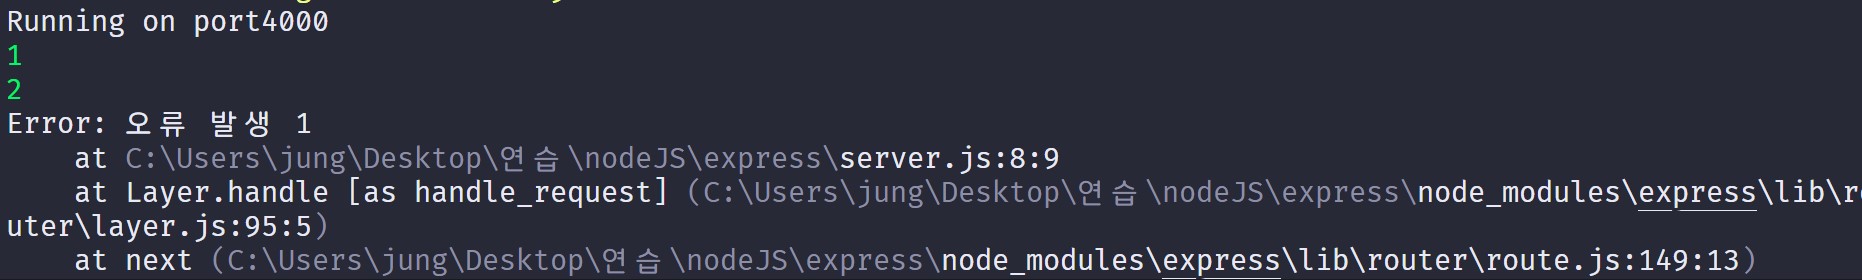 Running on port4000
1
2
Error: 오류 발생 1
    at C:\Users\jung\Desktop\연습\nodeJS\express\server.js:8:9
    at Layer.handle [as handle_request] (C:\Users\jung\Desktop\연습\nodeJS\express\node_modules\express\lib\ro
uter\layer.js:95:5)
    at next (C:\Users\jung\Desktop\연습\nodeJS\express\node_modules\express\lib\router\route.js:149:13)